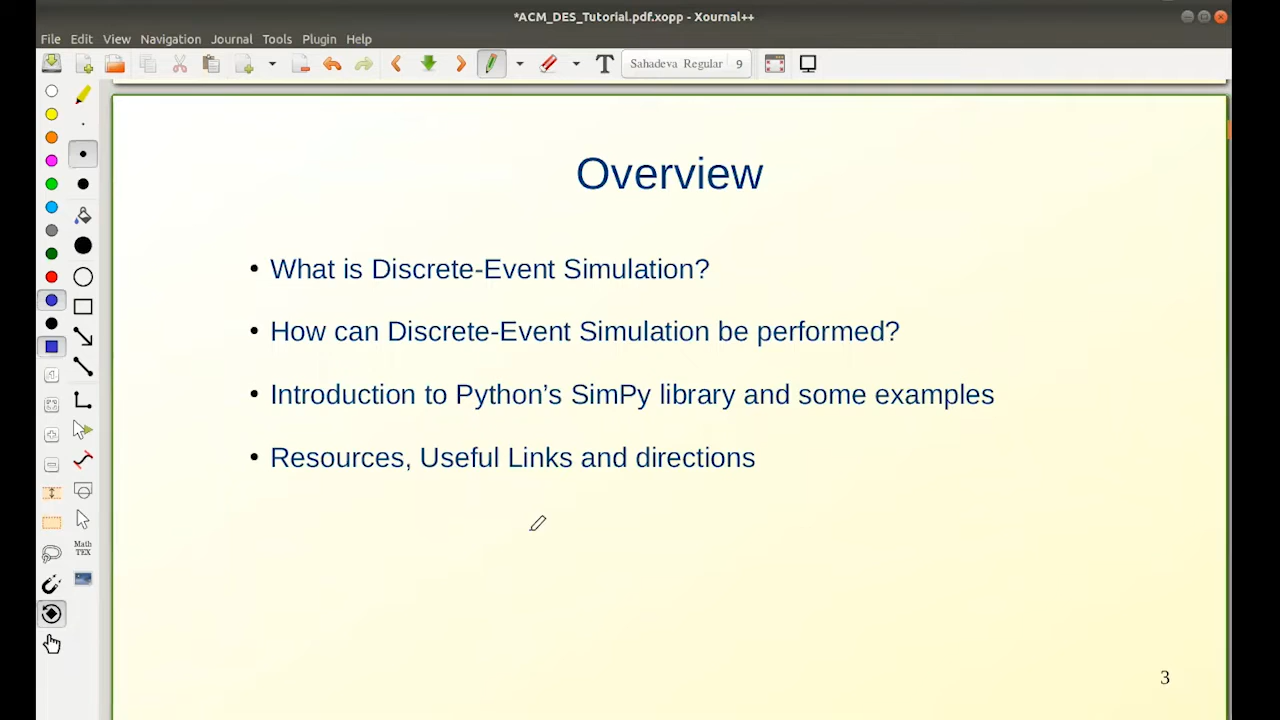 *ACM_DES_Tutorial.pdf.xopp - Xournal++
File Edit View Navigation Journal Tools Plugin Help
Sahadeva Regular 9
Overview
• What is Discrete-Event Simulation?
• How can Discrete-Event Simulation be performed?
• Introduction to Python’s SimPy library and some examples
• Resources, Useful Links and directions
Math
TEX
3